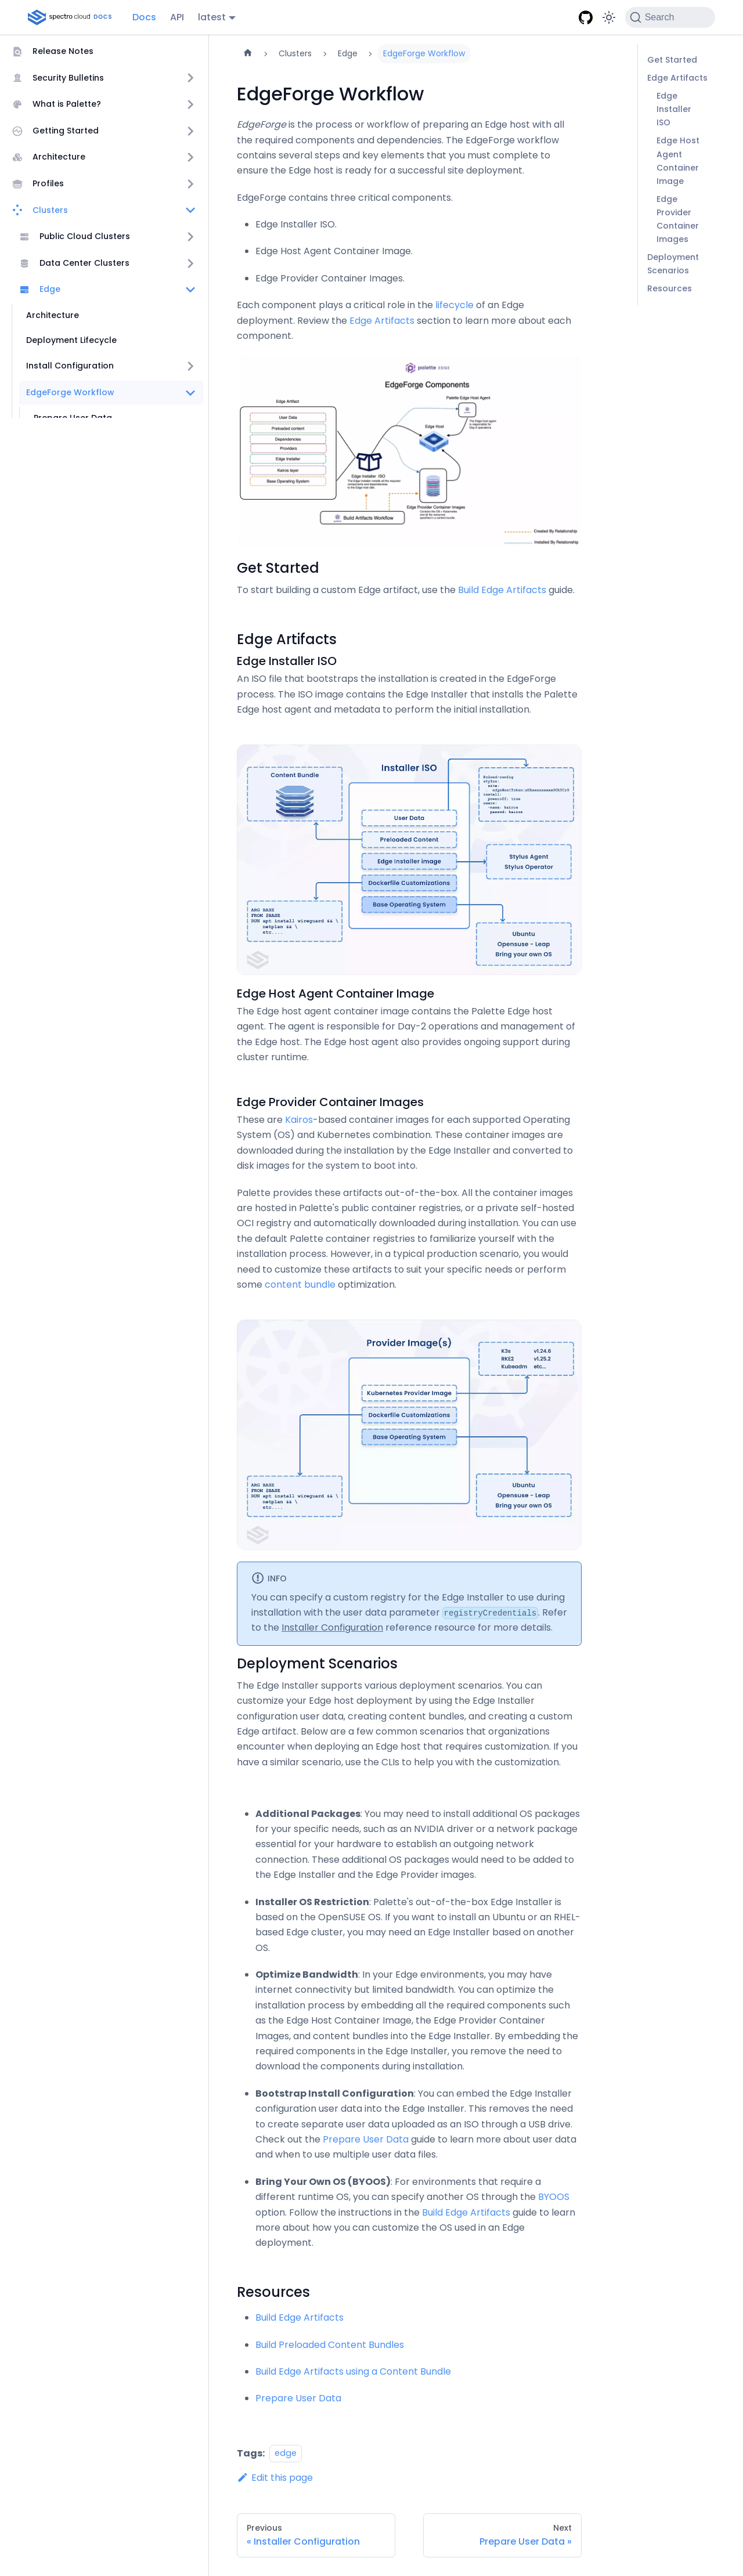 spectro cloud DOCS
Docs
API
latest
Search
Release Notes
Security Bulletins
What is Palette?
Getting Started
Architecture
Profiles
Clusters
Public Cloud Clusters
Data Center Clusters
Edge
Architecture
Deployment Lifecycle
Install Configuration
EdgeForge Workflow
Prepare User Data
Clusters
Edge
EdgeForge Workflow
EdgeForge Workflow
EdgeForge is the process or workflow of preparing an Edge host with all
the required components and dependencies. The EdgeForge workflow
contains several steps and key elements that you must complete to
ensure the Edge host is ready for a successful site deployment.
EdgeForge contains three critical components.
Edge Installer ISO.
Edge Host Agent Container Image.
Edge Provider Container Images.
Each component plays a critical role in the lifecycle of an Edge
deployment. Review the Edge Artifacts section to learn more about each
component.
palette EDGE
EdgeForge Components
Edge Artifact
User Data
Preloaded content
Dependencies
Providers
Edge Installer
Kairos layer
Base Operating System
Palette Edge Host Agent
Edge Host
Edge Installer ISO
Edge Provider Container Images
Build Artifacts Workflow
Created By Relationship
Installed By Relationship
Get Started
To start building a custom Edge artifact, use the Build Edge Artifacts guide.
Edge Artifacts
Edge Installer ISO
An ISO file that bootstraps the installation is created in the EdgeForge
process. The ISO image contains the Edge Installer that installs the Palette
Edge host agent and metadata to perform the initial installation.
Installer ISO
Content Bundle
User Data
Preloaded Content
Edge Installer image
Dockerfile Customizations
Base Operating System
Stylus Agent
Stylus Operator
ARG BASE
FROM $BASE
RUN apt install wireguard && \
netplan && \
etc....
Ubuntu
Opensuse - Leap
Bring your own OS
Edge Host Agent Container Image
The Edge host agent container image contains the Palette Edge host
agent. The agent is responsible for Day-2 operations and management of
the Edge host. The Edge host agent also provides ongoing support during
cluster runtime.
Edge Provider Container Images
These are Kairos-based container images for each supported Operating
System (OS) and Kubernetes combination. These container images are
downloaded during the installation by the Edge Installer and converted to
disk images for the system to boot into.
Palette provides these artifacts out-of-the-box. All the container images
are hosted in Palette's public container registries, or a private self-hosted
OCI registry and automatically downloaded during installation. You can use
the default Palette container registries to familiarize yourself with the
installation process. However, in a typical production scenario, you would
need to customize these artifacts to suit your specific needs or perform
some content bundle optimization.
Provider Image(s)
K3s v1.24.6
RKE2 v1.25.2
Kubeadm etc...
Kubernetes Provider Image
Dockerfile Customizations
Base Operating System
ARG BASE
FROM $BASE
RUN apt install wireguard && \
netplan && \
etc....
Ubuntu
Opensuse - Leap
Bring your own OS
INFO
You can specify a custom registry for the Edge Installer to use during
installation with the user data parameter registryCredentials. Refer
to the Installer Configuration reference resource for more details.
Deployment Scenarios
The Edge Installer supports various deployment scenarios. You can
customize your Edge host deployment by using the Edge Installer
configuration user data, creating content bundles, and creating a custom
Edge artifact. Below are a few common scenarios that organizations
encounter when deploying an Edge host that requires customization. If you
have a similar scenario, use the CLIs to help you with the customization.
Additional Packages: You may need to install additional OS packages
for your specific needs, such as an NVIDIA driver or a network package
essential for your hardware to establish an outgoing network
connection. These additional OS packages would need to be added to
the Edge Installer and the Edge Provider images.
Installer OS Restriction: Palette's out-of-the-box Edge Installer is
based on the OpenSUSE OS. If you want to install an Ubuntu or an RHEL-
based Edge cluster, you may need an Edge Installer based on another
OS.
Optimize Bandwidth: In your Edge environments, you may have
internet connectivity but limited bandwidth. You can optimize the
installation process by embedding all the required components such
as the Edge Host Container Image, the Edge Provider Container
Images, and content bundles into the Edge Installer. By embedding the
required components in the Edge Installer, you remove the need to
download the components during installation.
Bootstrap Install Configuration: You can embed the Edge Installer
configuration user data into the Edge Installer. This removes the need
to create separate user data uploaded as an ISO through a USB drive.
Check out the Prepare User Data guide to learn more about user data
and when to use multiple user data files.
Bring Your Own OS (BYOOS): For environments that require a
different runtime OS, you can specify another OS through the BYOOS
option. Follow the instructions in the Build Edge Artifacts guide to learn
more about how you can customize the OS used in an Edge
deployment.
Resources
Build Edge Artifacts
Build Preloaded Content Bundles
Build Edge Artifacts using a Content Bundle
Prepare User Data
Tags: edge
Edit this page
Previous
« Installer Configuration
Next
Prepare User Data »
Get Started
Edge Artifacts
Edge
Installer
ISO
Edge Host
Agent
Container
Image
Edge
Provider
Container
Images
Deployment
Scenarios
Resources